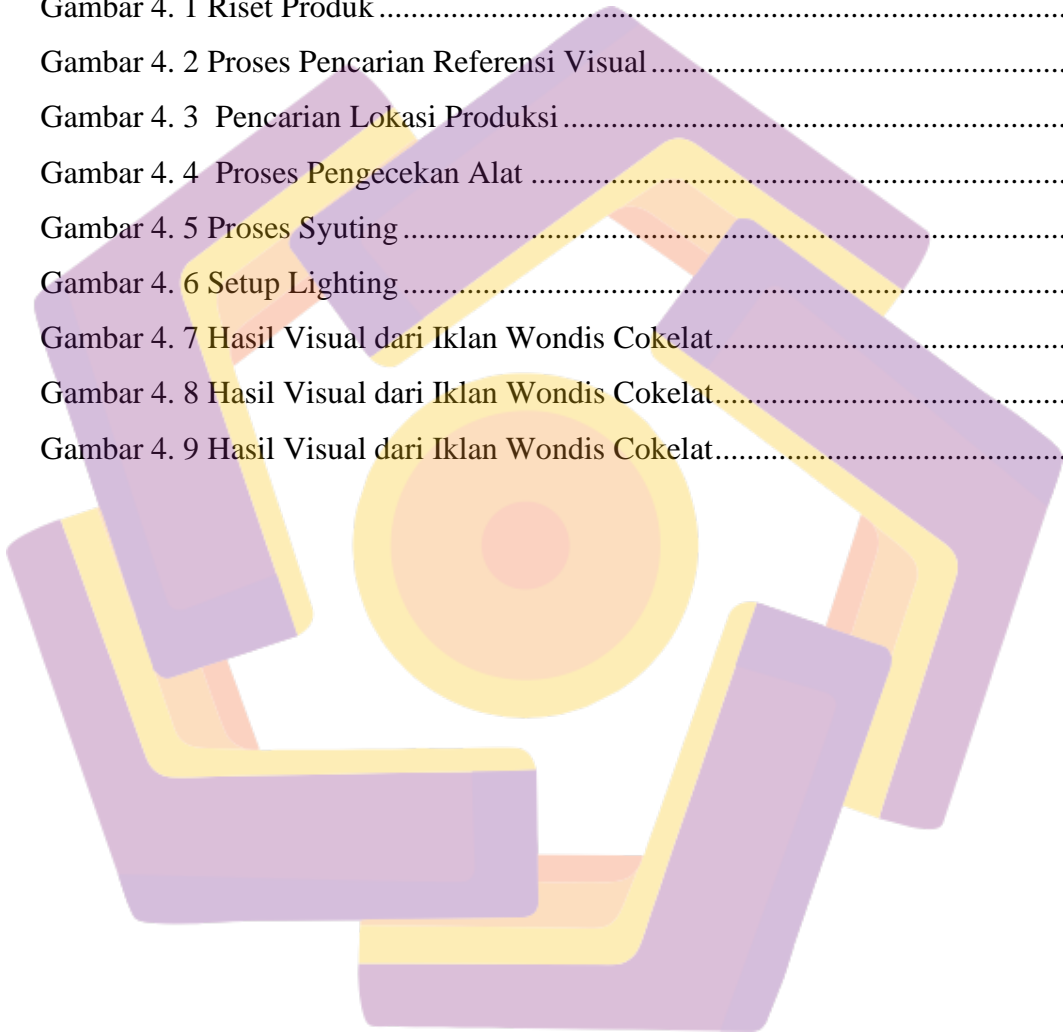 Gambar 4. 1 Riset Produk ....................................................................................
Gambar 4. 2 Proses Pencarian Referensi Visual ..................................................
Gambar 4. 3  Pencarian Lokasi Produksi .............................................................
Gambar 4. 4  Proses Pengecekan Alat .................................................................
Gambar 4. 5 Proses Syuting .................................................................................
Gambar 4. 6 Setup Lighting .................................................................................
Gambar 4. 7 Hasil Visual dari Iklan Wondis Cokelat...........................................
Gambar 4. 8 Hasil Visual dari Iklan Wondis Cokelat...........................................
Gambar 4. 9 Hasil Visual dari Iklan Wondis Cokelat...........................................